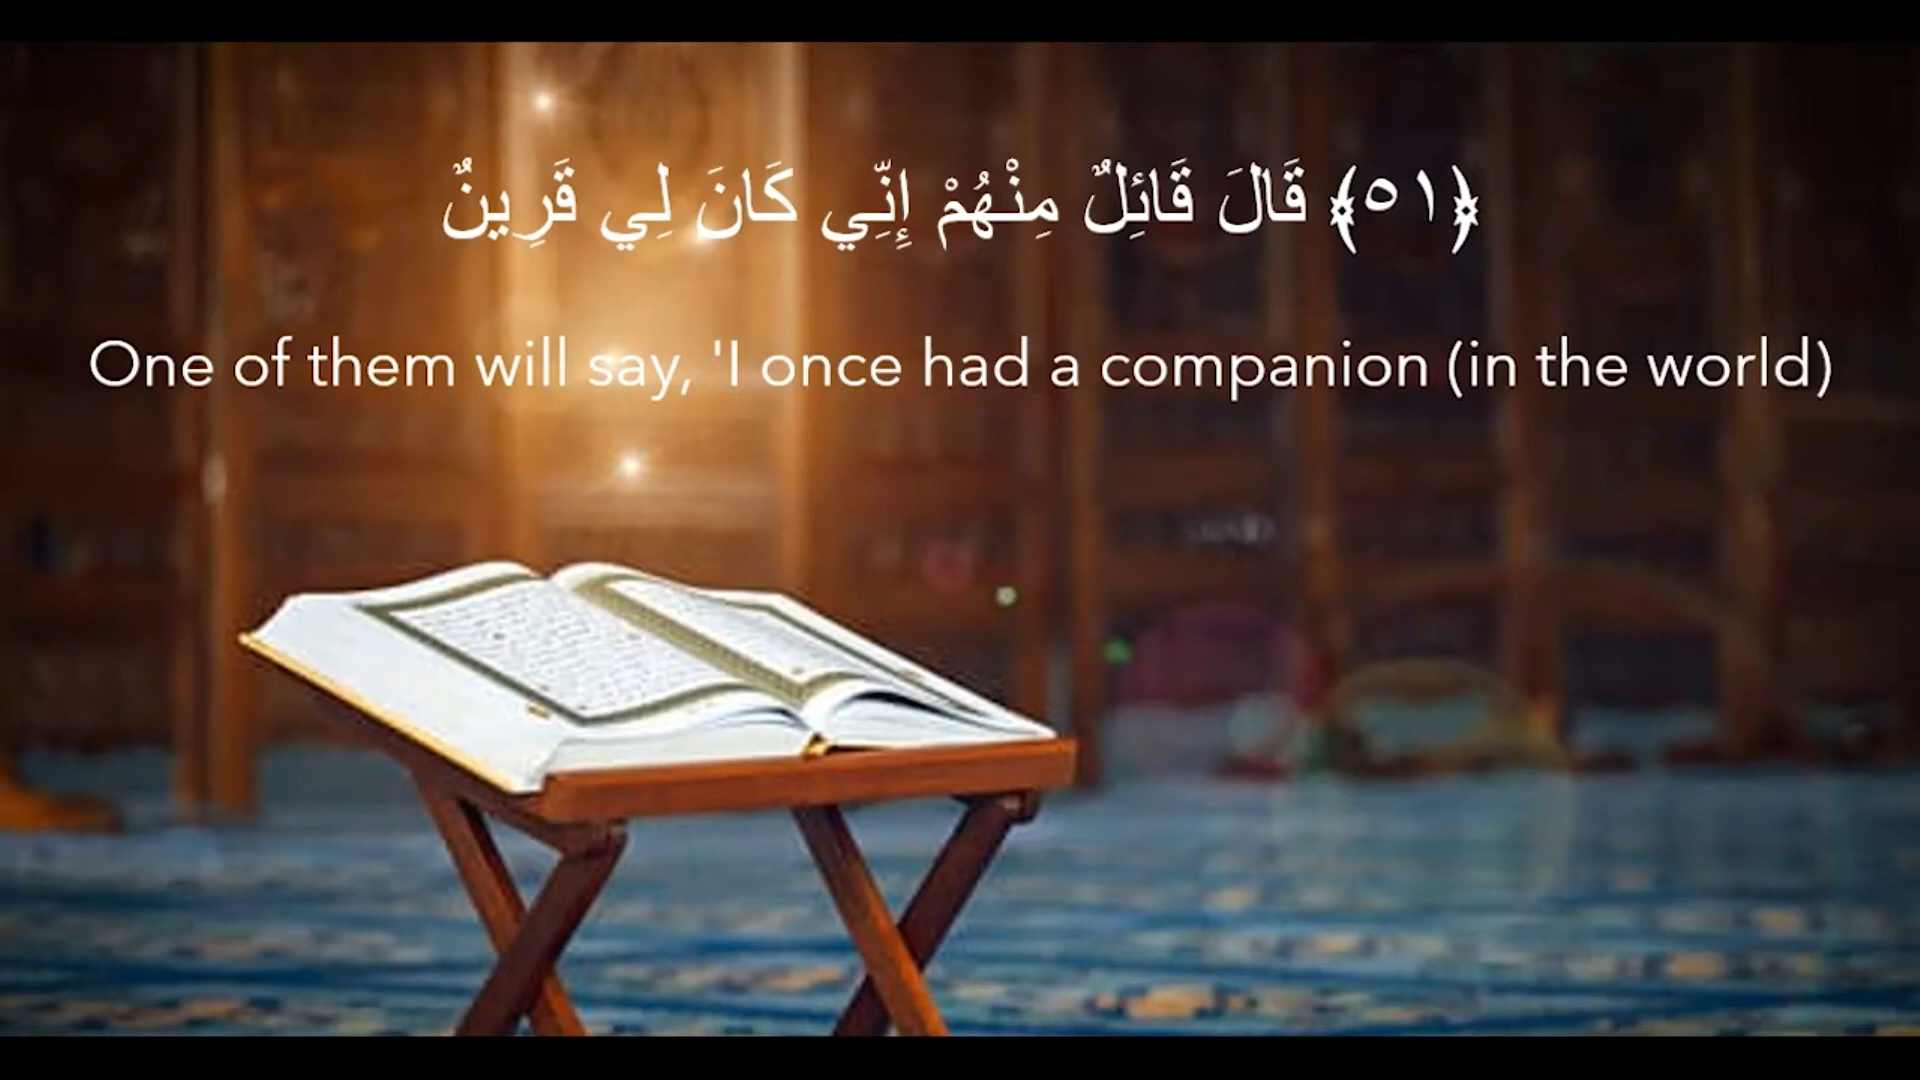 ﴿٥١﴾ قَالَ قَائِلٌ مِنْهُمْ إِنِّي كَانَ لِي قَرِينٌ
One of them will say, 'I once had a companion (in the world)